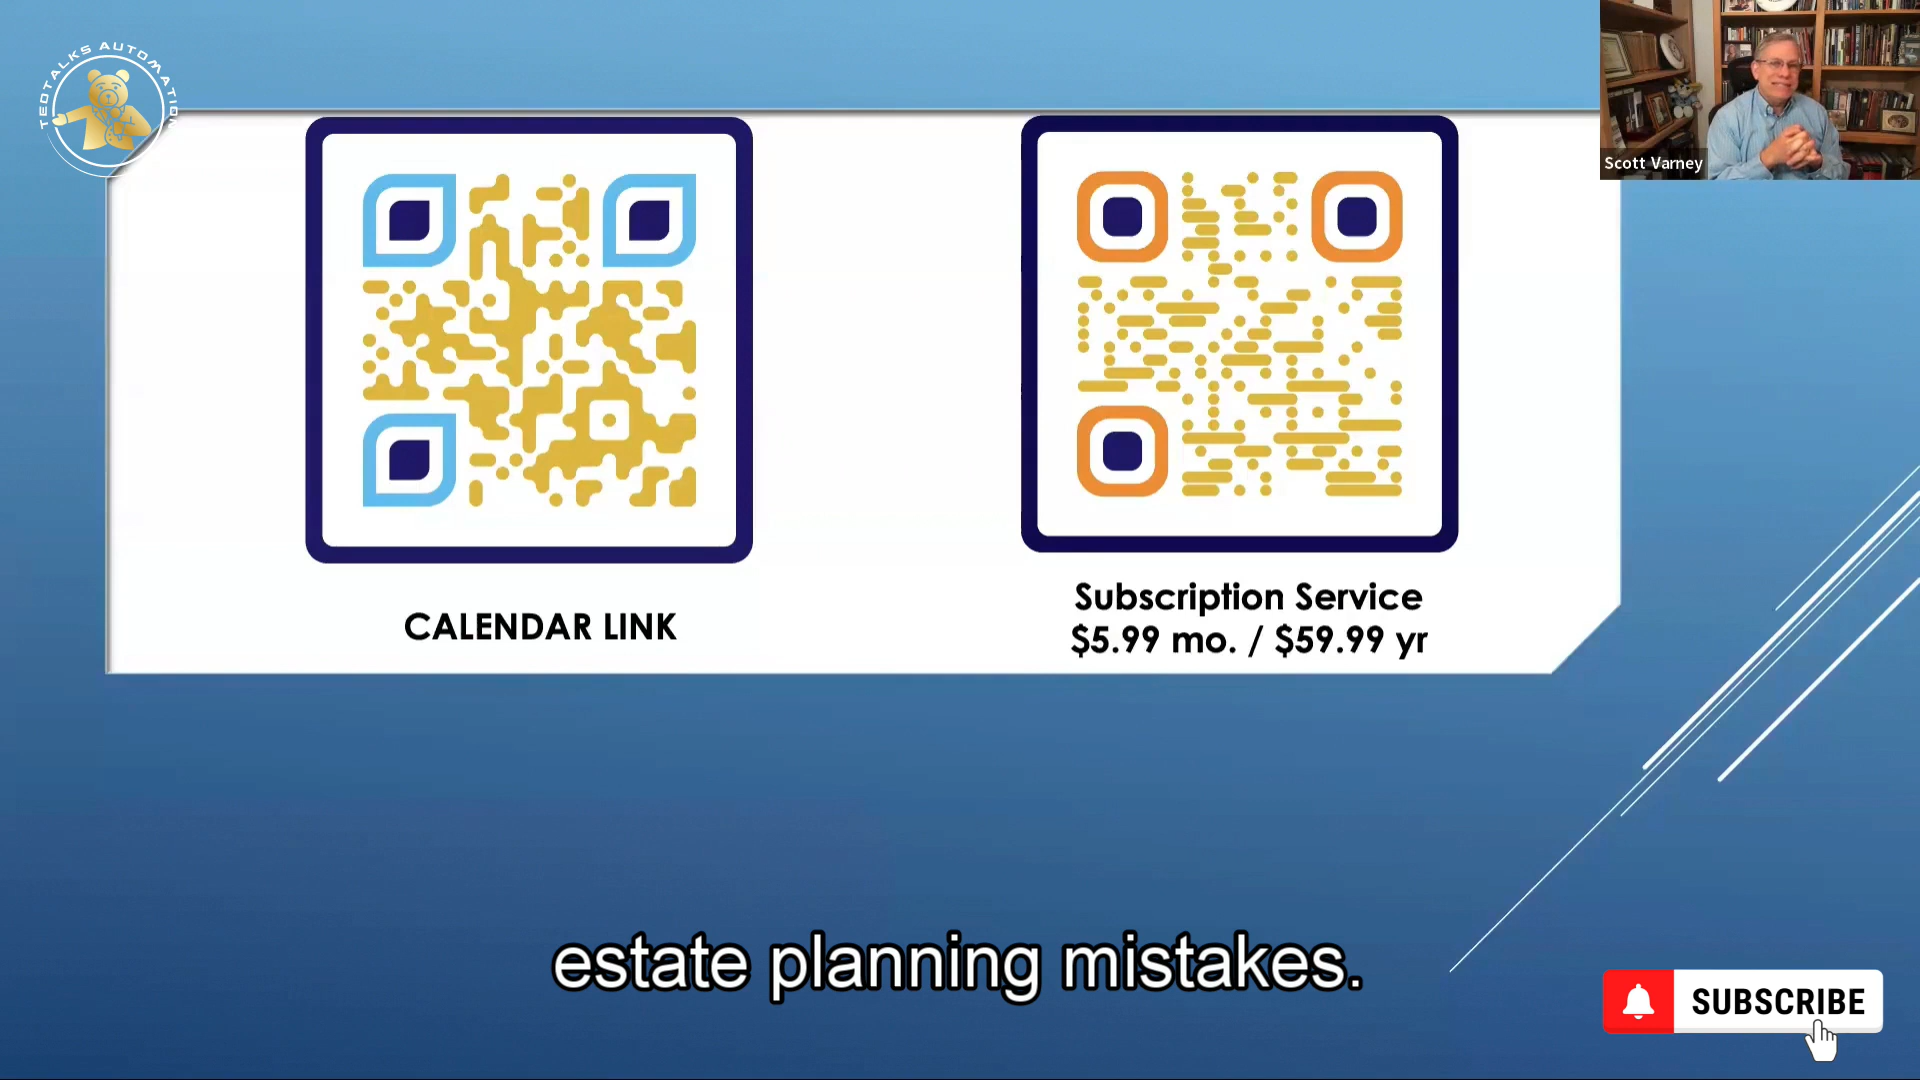 TEDTALKS AUTOMATION
Scott Varney
CALENDAR LINK
Subscription Service
$5.99 mo. / $59.99 yr
estate planning mistakes.
SUBSCRIBE